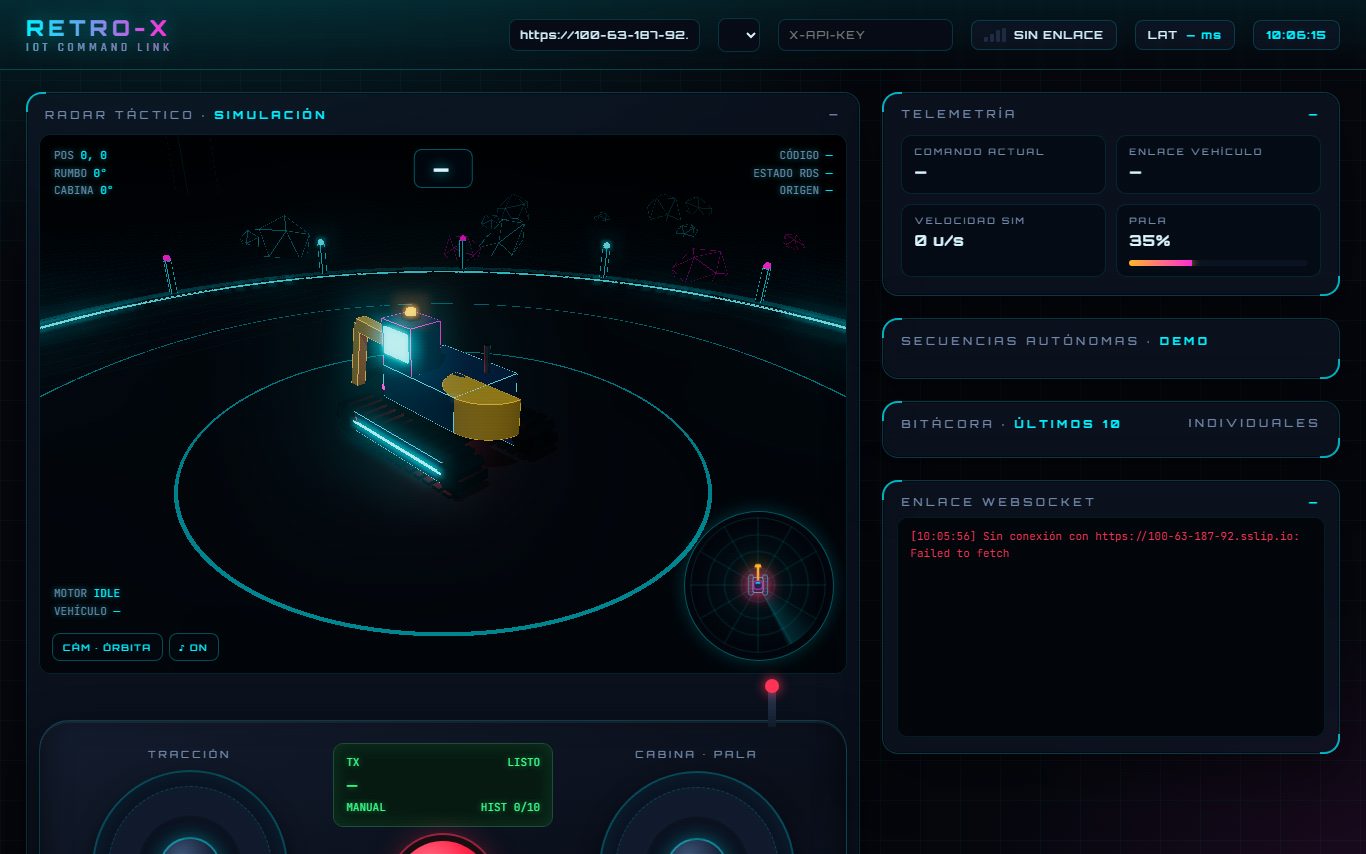 RETRO-X
IOT COMMAND LINK
https://100-63-187-92.
X-API-KEY
SIN ENLACE
LAT – ms
10:06:15
RADAR TÁCTICO · SIMULACIÓN
—
POS 0, 0
RUMBO 0°
CABINA 0°
—
CÓDIGO —
ESTADO RDS —
ORIGEN —
MOTOR IDLE
VEHÍCULO —
CÁM · ÓRBITA
♪ ON
TRACCIÓN
TX LISTO
—
MANUAL HIST 0/10
CABINA · PALA
TELEMETRÍA
—
COMANDO ACTUAL
—
ENLACE VEHÍCULO
—
VELOCIDAD SIM
0 u/s
PALA
35%
SECUENCIAS AUTÓNOMAS · DEMO
BITÁCORA · ÚLTIMOS 10
INDIVIDUALES
ENLACE WEBSOCKET
—
[10:05:56] Sin conexión con https://100-63-187-92.sslip.io:
Failed to fetch